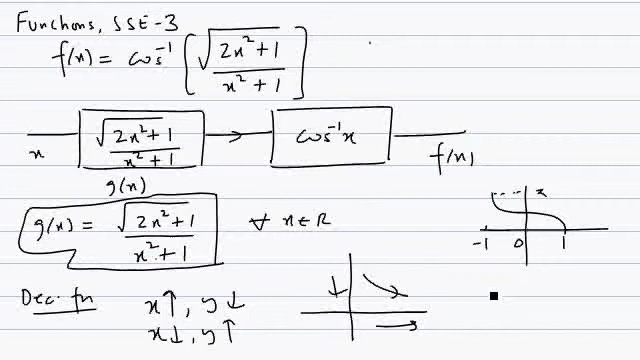 Functions, SSE-3
f(x) = cos⁻¹ [ √(2x²+1) / (x²+1) ]
x √(2x²+1) / (x²+1) → cos⁻¹x f(x)
g(x)
g(x) = √(2x²+1) / (x²+1) ∀ x ∈ R
-1 0 1
Dec. fn x↑, y↓
x↓, y↑